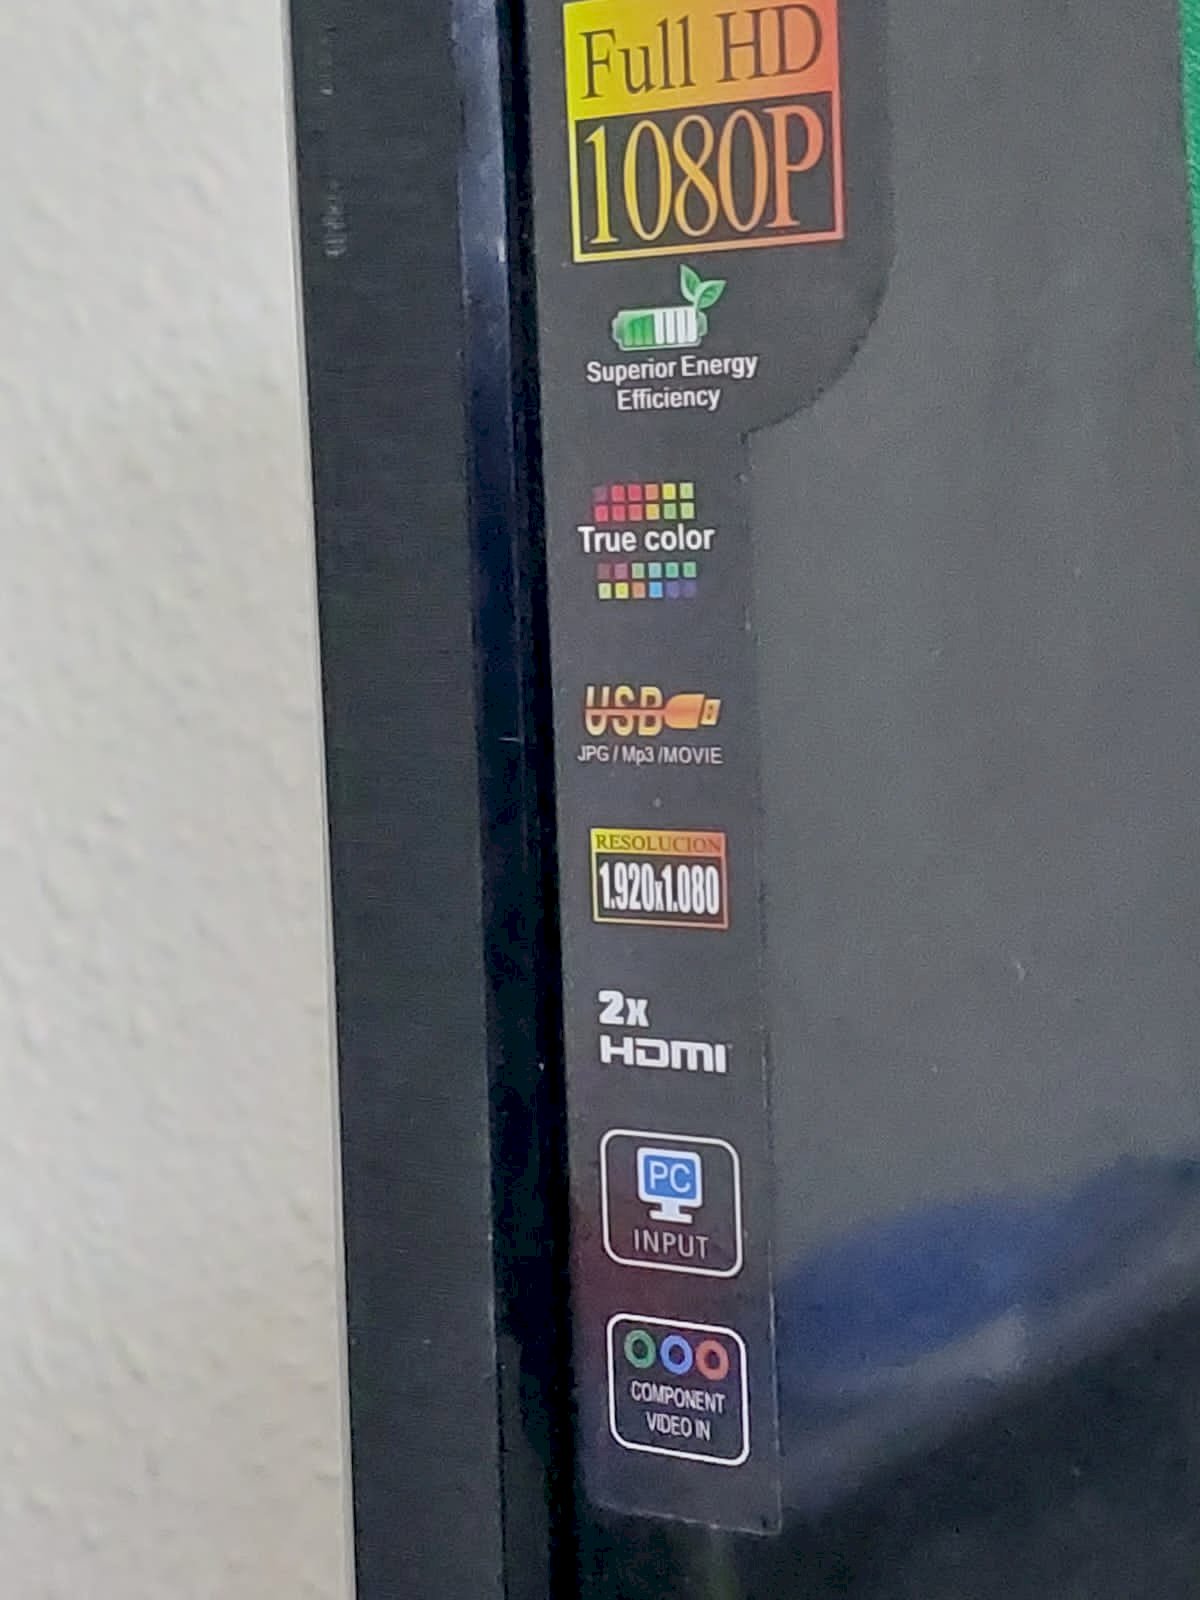 Full HD
1080P
Superior Energy
Efficiency
True color
USB
JPG / Mp3 /MOVIE
RESOLUCION
1.920x1.080
2x
HDMI
PC
INPUT
COMPONENT
VIDEO IN